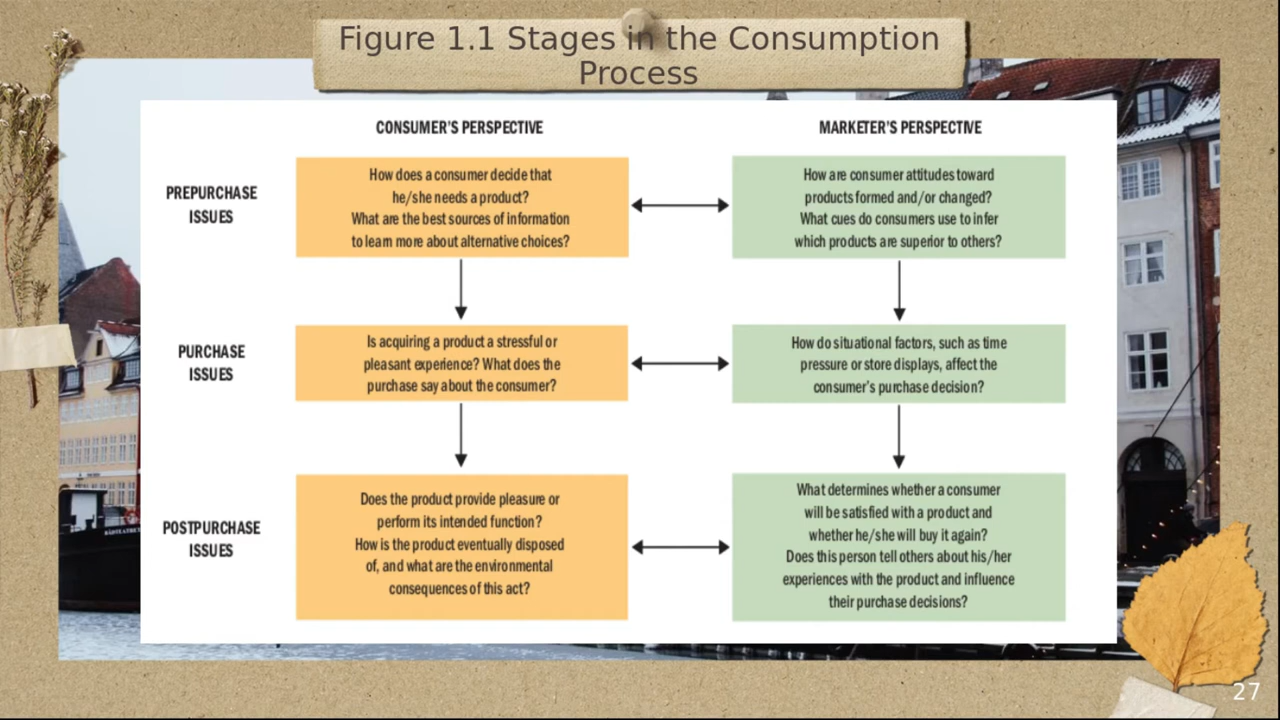 Figure 1.1 Stages in the Consumption
Process
CONSUMER'S PERSPECTIVE
MARKETER'S PERSPECTIVE
PREPURCHASE
ISSUES
How does a consumer decide that
he/she needs a product?
What are the best sources of information
to learn more about alternative choices?
How are consumer attitudes toward
products formed and/or changed?
What cues do consumers use to infer
which products are superior to others?
PURCHASE
ISSUES
Is acquiring a product a stressful or
pleasant experience? What does the
purchase say about the consumer?
How do situational factors, such as time
pressure or store displays, affect the
consumer's purchase decision?
POSTPURCHASE
ISSUES
Does the product provide pleasure or
perform its intended function?
How is the product eventually disposed
of, and what are the environmental
consequences of this act?
What determines whether a consumer
will be satisfied with a product and
whether he/she will buy it again?
Does this person tell others about his/her
experiences with the product and influence
their purchase decisions?
27